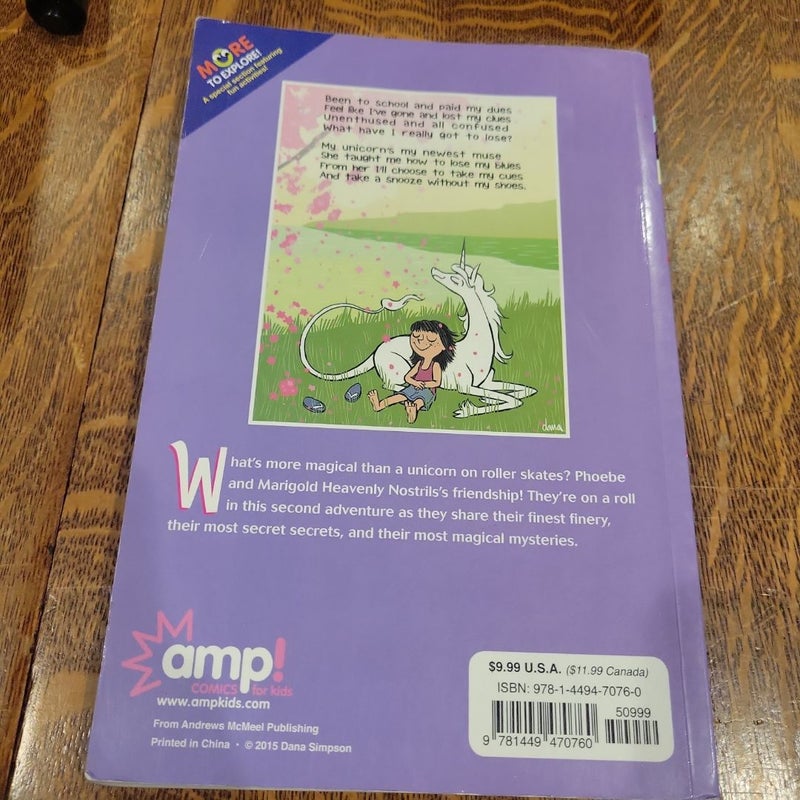 MORE
TO EXPLORE!
A special section featuring
fun activities!
Been to school and paid my dues
Feel like I've gone and lost my clues
Unenthused and all confused
What have I really got to lose?
My unicorn's my newest muse
She taught me how to lose my blues
From her I'll choose to take my cues
And take a snooze without my shoes.
dana
What's more magical than a unicorn on roller skates? Phoebe
and Marigold Heavenly Nostrils's friendship! They're on a roll
in this second adventure as they share their finest finery,
their most secret secrets, and their most magical mysteries.
amp!
COMICS for kids
www.ampkids.com
From Andrews McMeel Publishing
Printed in China • © 2015 Dana Simpson
$9.99 U.S.A. ($11.99 Canada)
ISBN: 978-1-4494-7076-0
50999
9 781449 470760